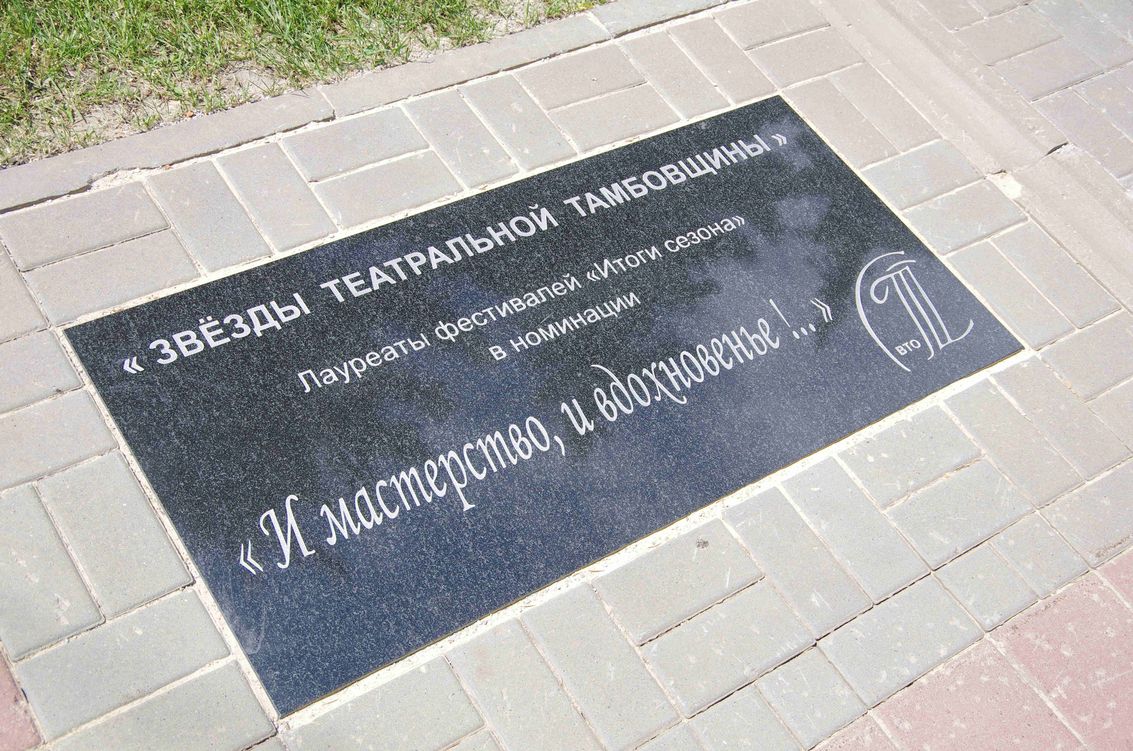 « ЗВЁЗДЫ ТЕАТРАЛЬНОЙ ТАМБОВЩИНЫ »
Лауреаты фестивалей «Итоги сезона»
в номинации
«И мастерство, и вдохновенье !...»
ВТО